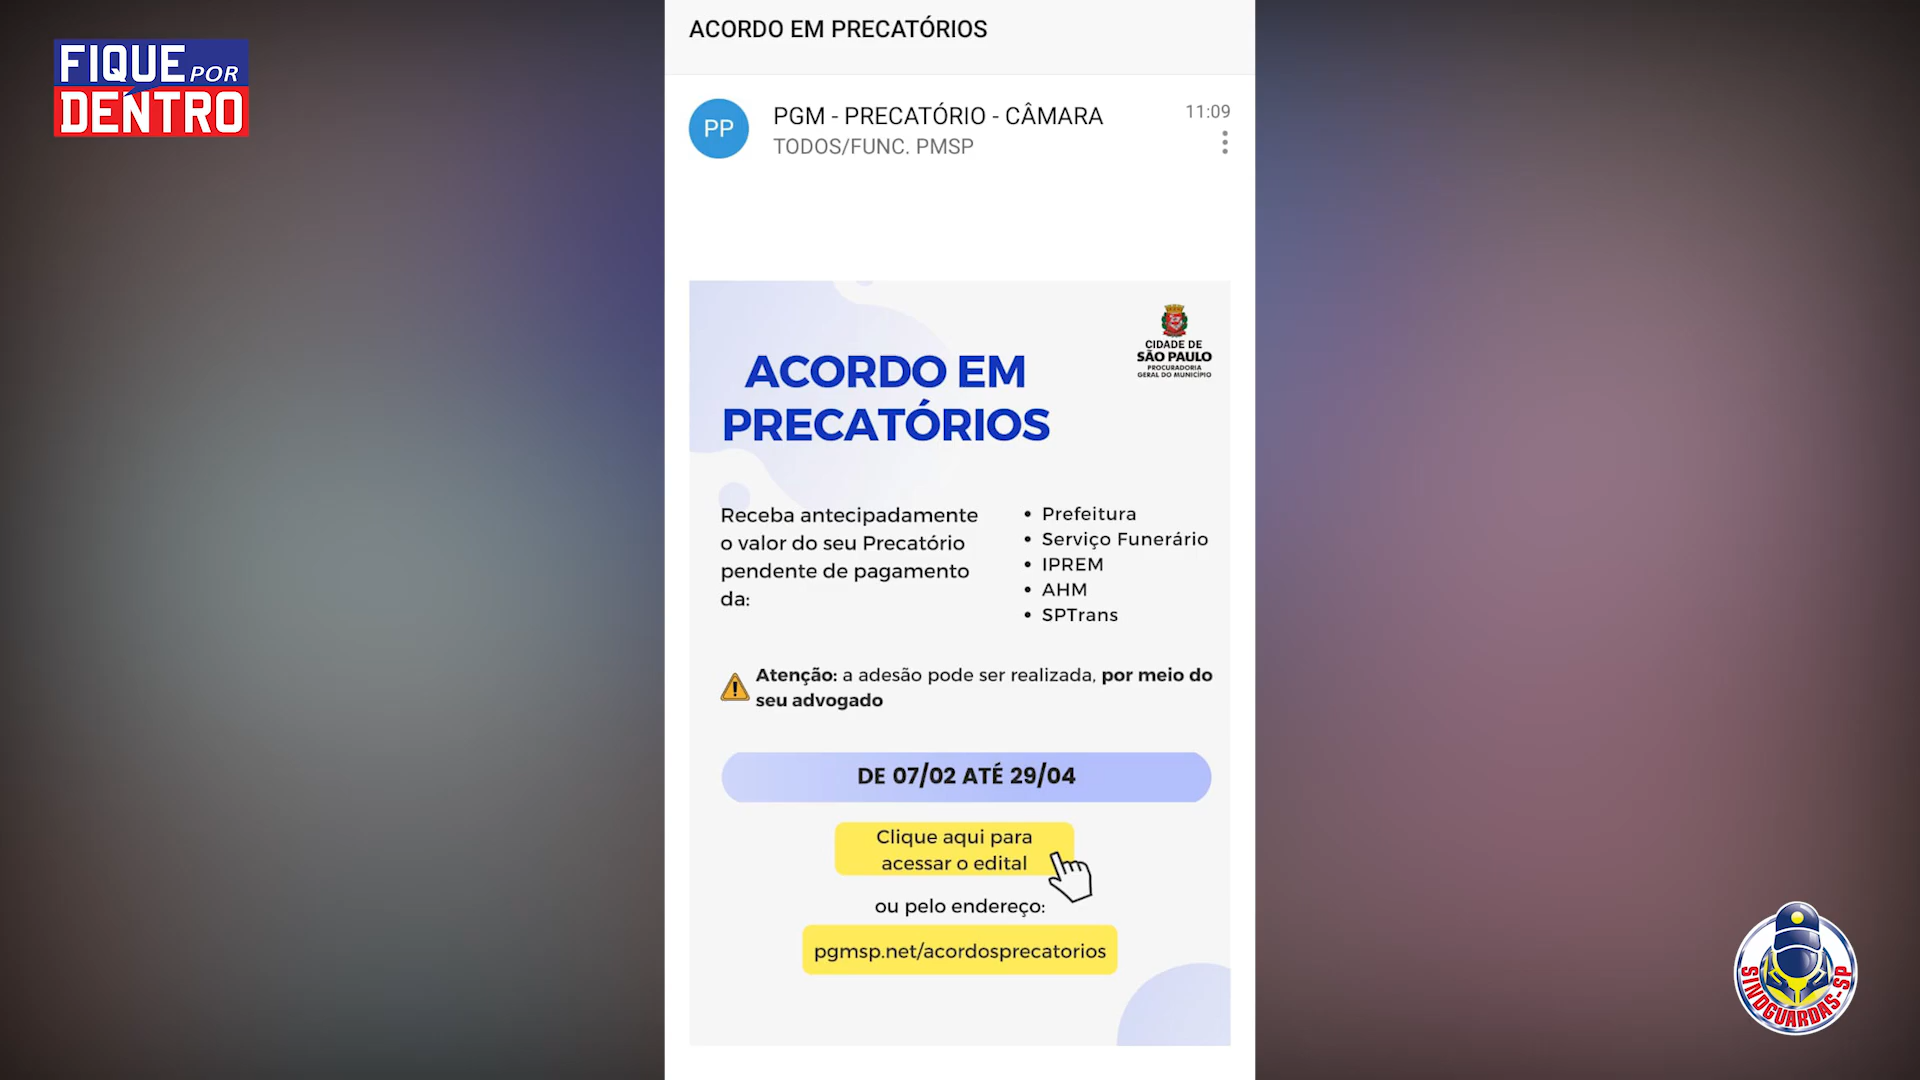 FIQUE POR
DENTRO
ACORDO EM PRECATÓRIOS
PP
PGM - PRECATÓRIO - CÂMARA
11:09
TODOS/FUNC. PMSP
CIDADE DE
SÃO PAULO
PROCURADORIA
GERAL DO MUNICÍPIO
ACORDO EM
PRECATÓRIOS
Receba antecipadamente
o valor do seu Precatório
pendente de pagamento
da:
• Prefeitura
• Serviço Funerário
• IPREM
• AHM
• SPTrans
Atenção: a adesão pode ser realizada, por meio do
seu advogado
DE 07/02 ATÉ 29/04
Clique aqui para
acessar o edital
ou pelo endereço:
pgmsp.net/acordosprecatorios
SINDGUARDAS-SP